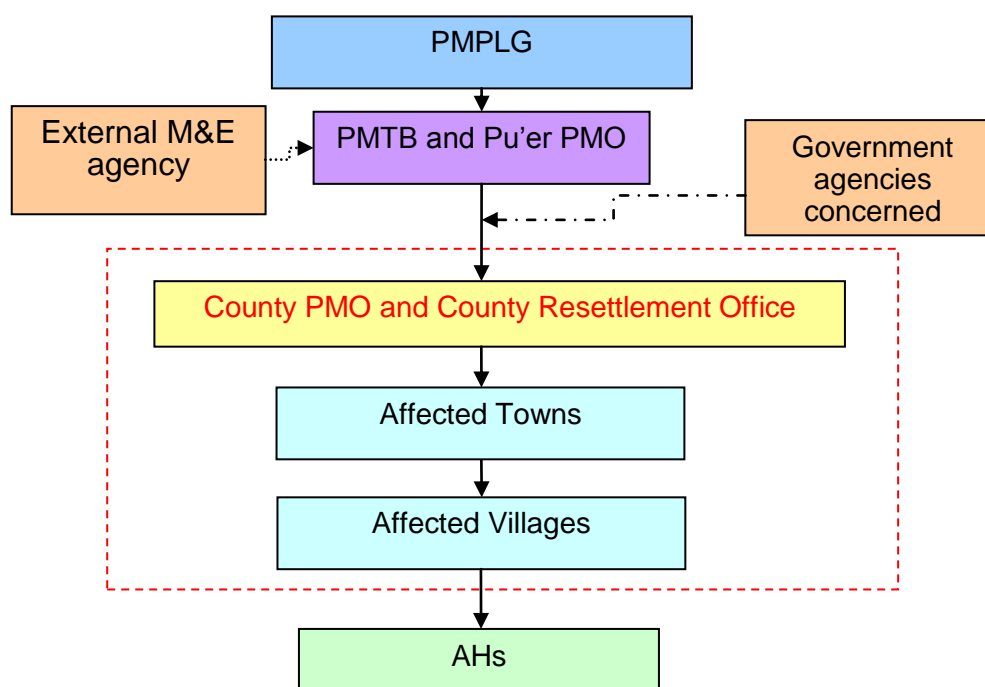 PMPLG
External M&E
agency
PMTB and Pu’er PMO
Government
agencies
concerned
County PMO and County Resettlement Office
Affected Towns
Affected Villages
AHs